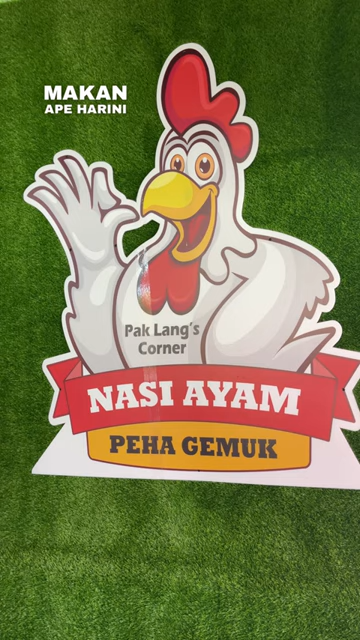 MAKAN
APE HARINI
Pak Lang's
Corner
NASI AYAM
PEHA GEMUK